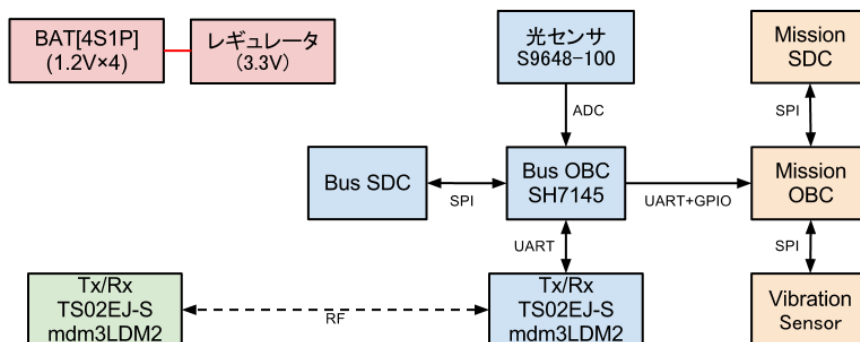 BAT[4S1P]
(1.2V×4)
レギュレータ
(3.3V)
光センサ
S9648-100
Mission
SDC
ADC
SPI
Bus SDC
SPI
Bus OBC
SH7145
UART+GPIO
Mission
OBC
UART
SPI
Tx/Rx
TS02EJ-S
mdm3LDM2
RF
Tx/Rx
TS02EJ-S
mdm3LDM2
Vibration
Sensor